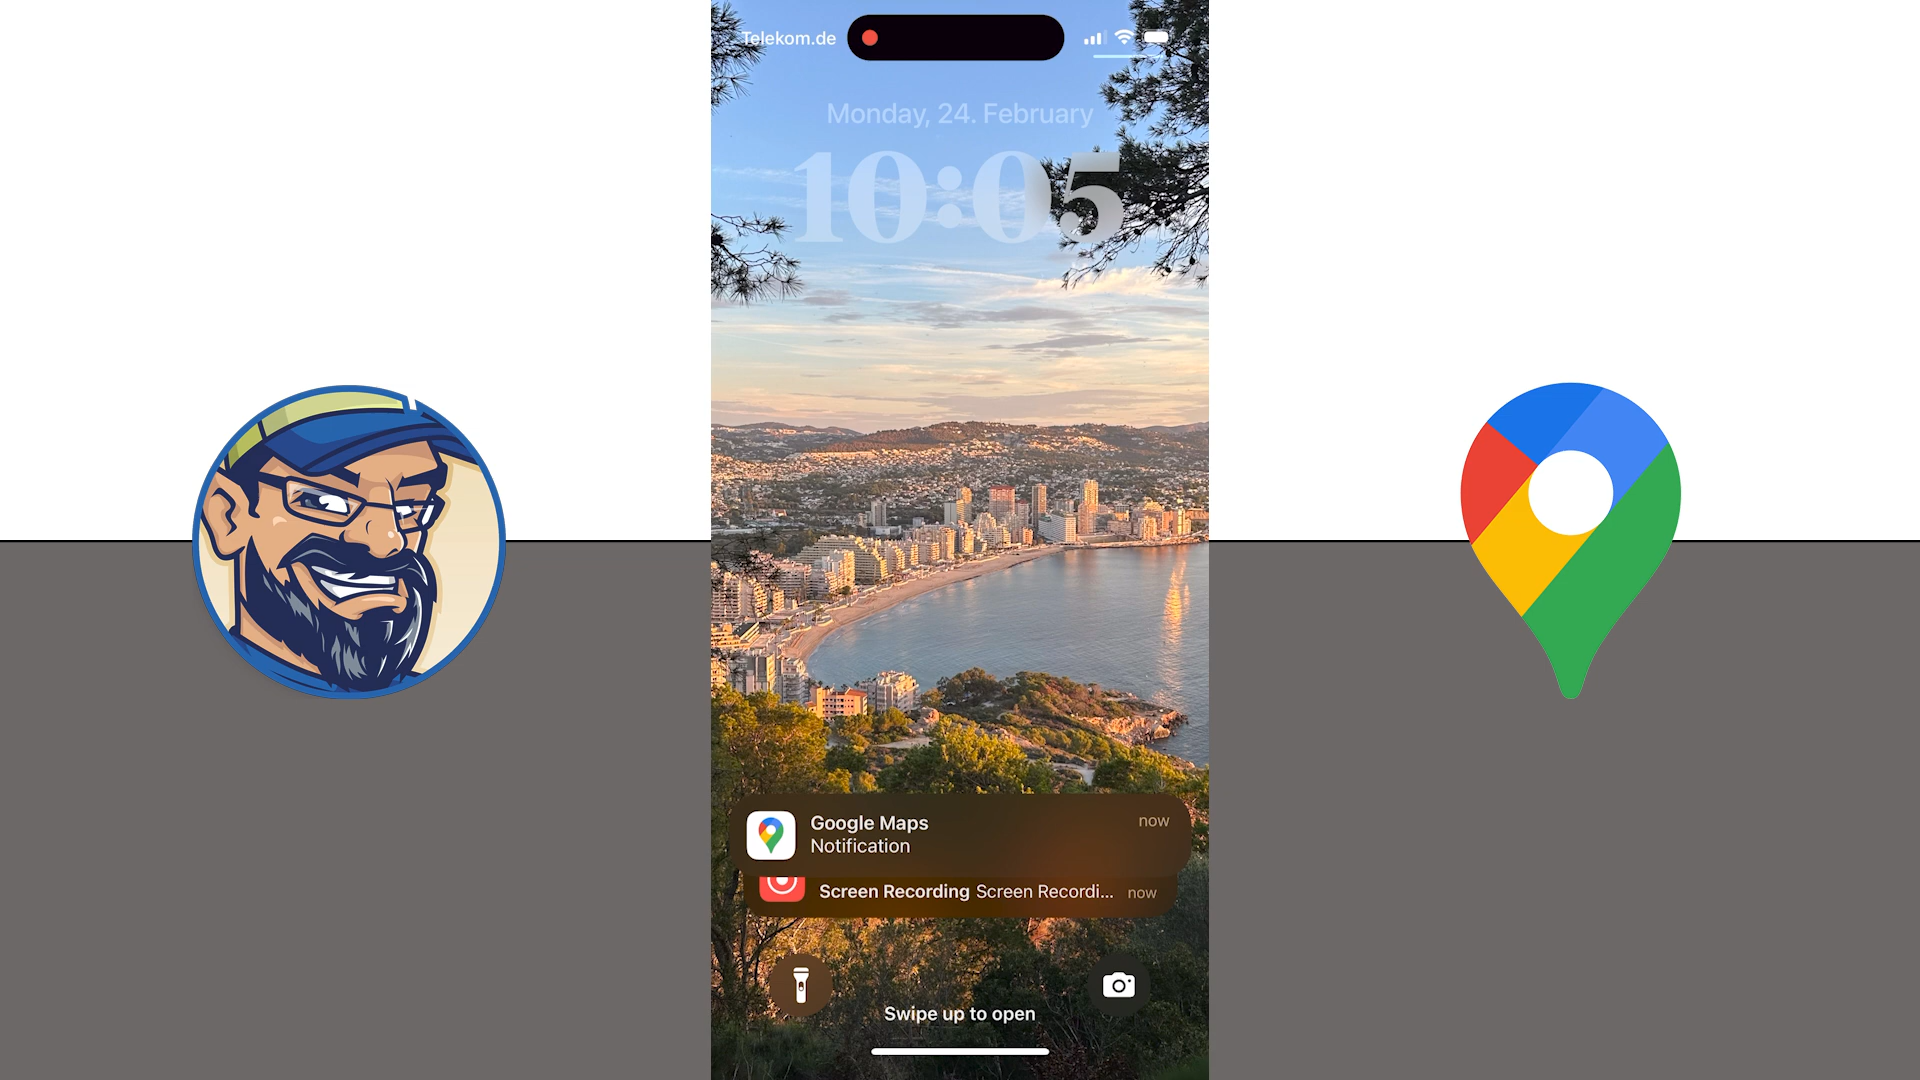 Telekom.de
Monday, 24. February
10:05
Google Maps
now
Notification
Screen Recording Screen Recordi...
now
Swipe up to open